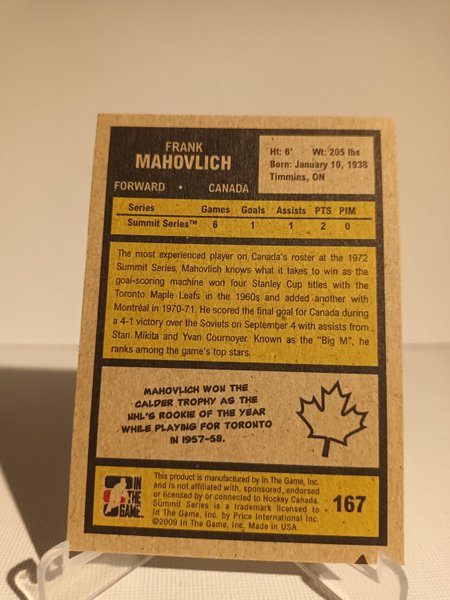 FRANK
MAHOVLICH
Ht: 6' Wt: 205 lbs
Born: January 10, 1938
Timmins, ON
FORWARD • CANADA
Series Games Goals Assists PTS PIM
Summit Series™ 6 1 1 2 0
The most experienced player on Canada's roster at the 1972
Summit Series, Mahovlich knows what it takes to win as the
goal-scoring machine won four Stanley Cup titles with the
Toronto Maple Leafs in the 1960s and added another with
Montréal in 1970-71. He scored the final goal for Canada during
a 4-1 victory over the Soviets on September 4 with assists from
Stan Mikita and Yvan Cournoyer. Known as the "Big M", he
ranks among the game's top stars.
MAHOVLICH WON THE
CALDER TROPHY AS THE
NHL'S ROOKIE OF THE YEAR
WHILE PLAYING FOR TORONTO
IN 1957-58.
IN
THE
GAME
This product is manufactured by In The Game, Inc.
and is not affiliated with, sponsored, endorsed
or licensed by or connected to Hockey Canada.
Summit Series is a trademark licensed to
In The Game, Inc. by Price International Inc.
©2009 In The Game, Inc. Made in USA.
167